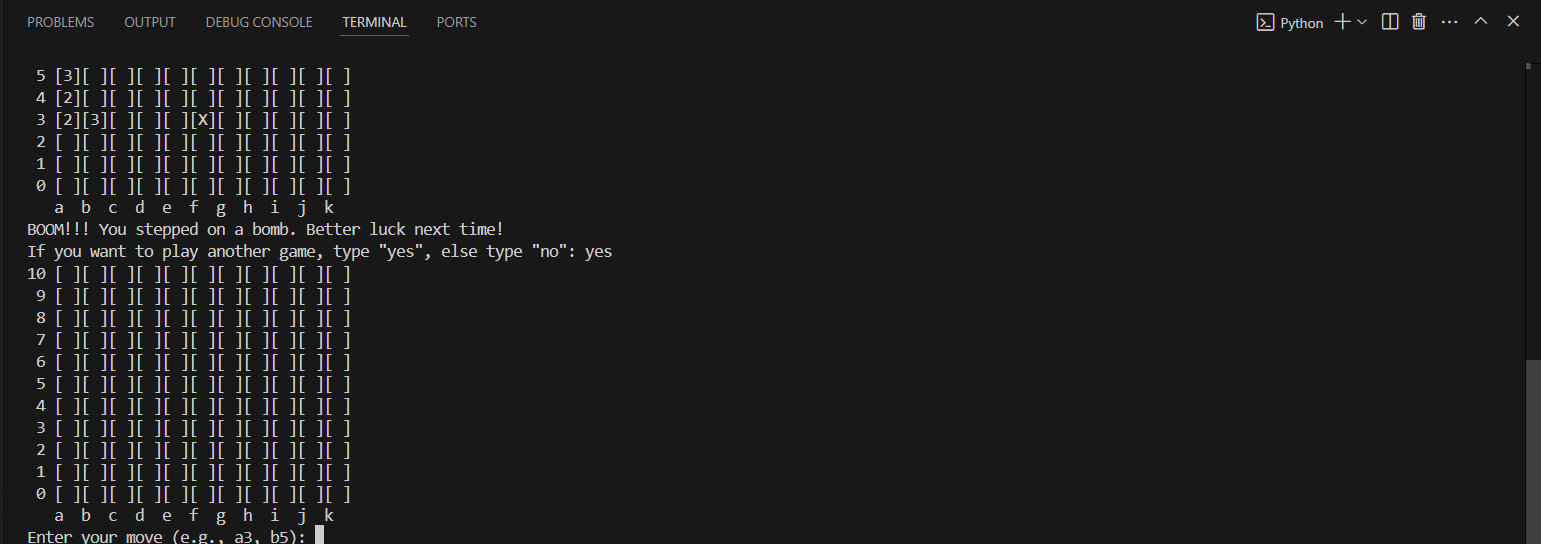 PROBLEMS OUTPUT DEBUG CONSOLE TERMINAL PORTS Python
 5 [3][ ][ ][ ][ ][ ][ ][ ][ ][ ][ ]
 4 [2][ ][ ][ ][ ][ ][ ][ ][ ][ ][ ]
 3 [2][3][ ][ ][ ][X][ ][ ][ ][ ][ ]
 2 [ ][ ][ ][ ][ ][ ][ ][ ][ ][ ][ ]
 1 [ ][ ][ ][ ][ ][ ][ ][ ][ ][ ][ ]
 0 [ ][ ][ ][ ][ ][ ][ ][ ][ ][ ][ ]
   a  b  c  d  e  f  g  h  i  j  k
BOOM!!! You stepped on a bomb. Better luck next time!
If you want to play another game, type "yes", else type "no": yes
10 [ ][ ][ ][ ][ ][ ][ ][ ][ ][ ][ ]
 9 [ ][ ][ ][ ][ ][ ][ ][ ][ ][ ][ ]
 8 [ ][ ][ ][ ][ ][ ][ ][ ][ ][ ][ ]
 7 [ ][ ][ ][ ][ ][ ][ ][ ][ ][ ][ ]
 6 [ ][ ][ ][ ][ ][ ][ ][ ][ ][ ][ ]
 5 [ ][ ][ ][ ][ ][ ][ ][ ][ ][ ][ ]
 4 [ ][ ][ ][ ][ ][ ][ ][ ][ ][ ][ ]
 3 [ ][ ][ ][ ][ ][ ][ ][ ][ ][ ][ ]
 2 [ ][ ][ ][ ][ ][ ][ ][ ][ ][ ][ ]
 1 [ ][ ][ ][ ][ ][ ][ ][ ][ ][ ][ ]
 0 [ ][ ][ ][ ][ ][ ][ ][ ][ ][ ][ ]
   a  b  c  d  e  f  g  h  i  j  k
Enter your move (e.g., a3, b5):